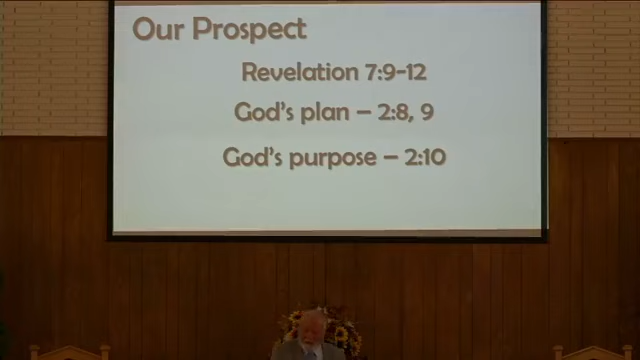 Our Prospect
Revelation 7:9-12
God's plan – 2:8, 9
God's purpose – 2:10